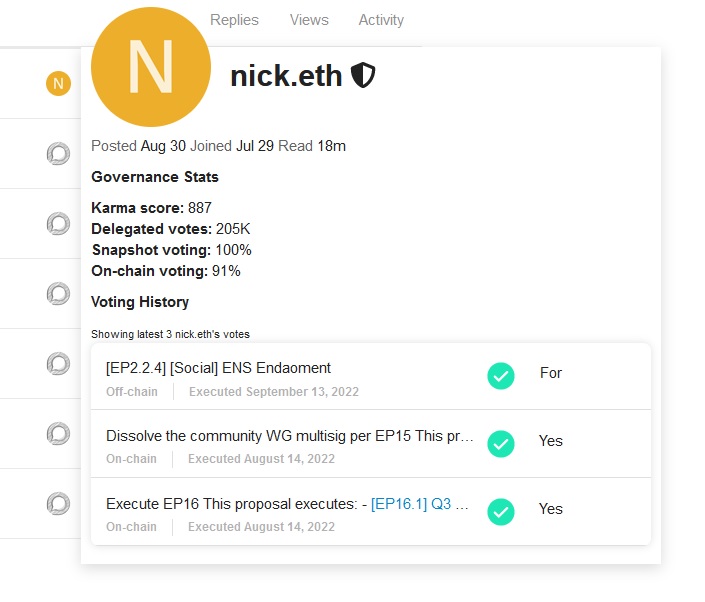 Replies Views Activity
N
N
nick.eth
Posted Aug 30 Joined Jul 29 Read 18m
Governance Stats
Karma score: 887
Delegated votes: 205K
Snapshot voting: 100%
On-chain voting: 91%
Voting History
Showing latest 3 nick.eth's votes
[EP2.2.4] [Social] ENS Endaoment
For
Off-chain Executed September 13, 2022
Dissolve the community WG multisig per EP15 This pr...
Yes
On-chain Executed August 14, 2022
Execute EP16 This proposal executes: - [EP16.1] Q3 ...
Yes
On-chain Executed August 14, 2022